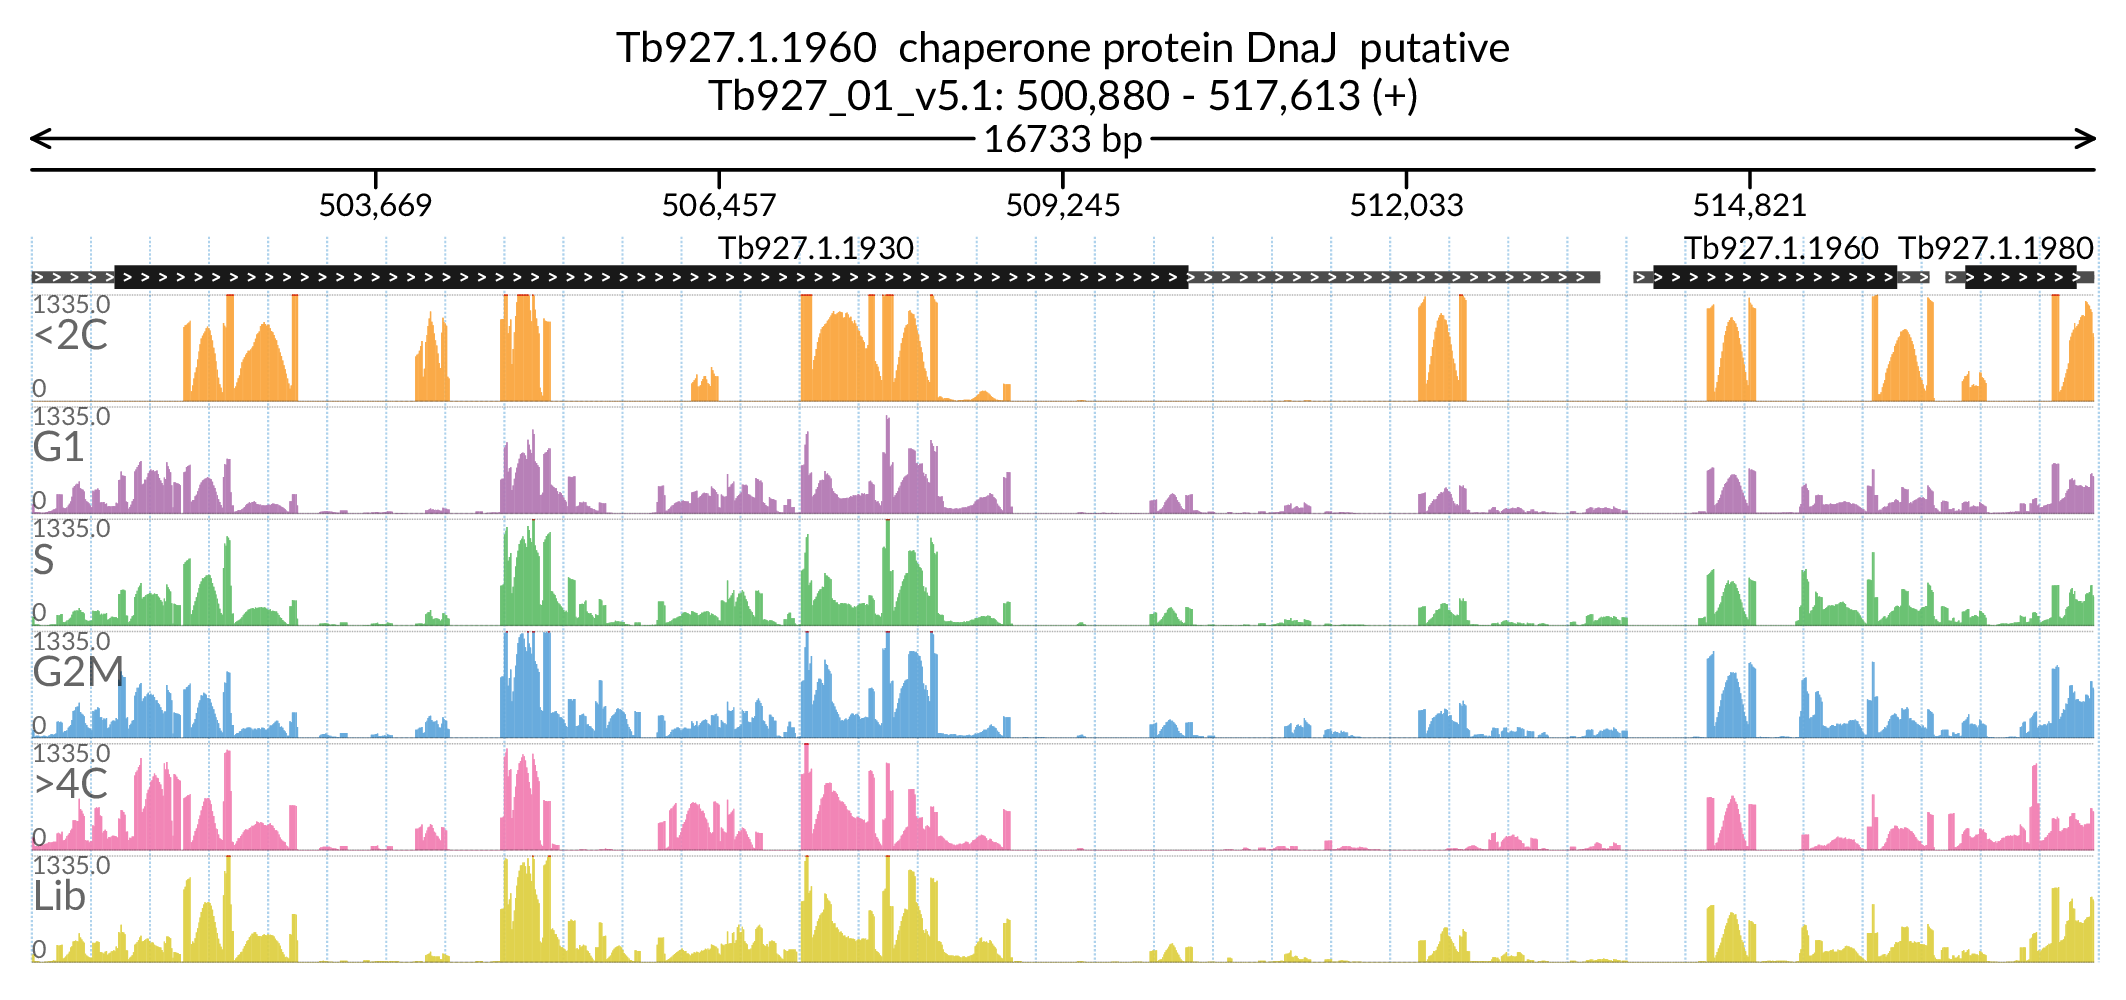 Tb927.1.1960  chaperone protein DnaJ  putative
Tb927_01_v5.1: 500,880 - 517,613 (+)
16733 bp
503,669 506,457 509,245 512,033 514,821
Tb927.1.1930 Tb927.1.1960 Tb927.1.1980
1335.0
<2C
0
1335.0
G1
0
1335.0
S
0
1335.0
G2M
0
1335.0
>4C
0
1335.0
Lib
0